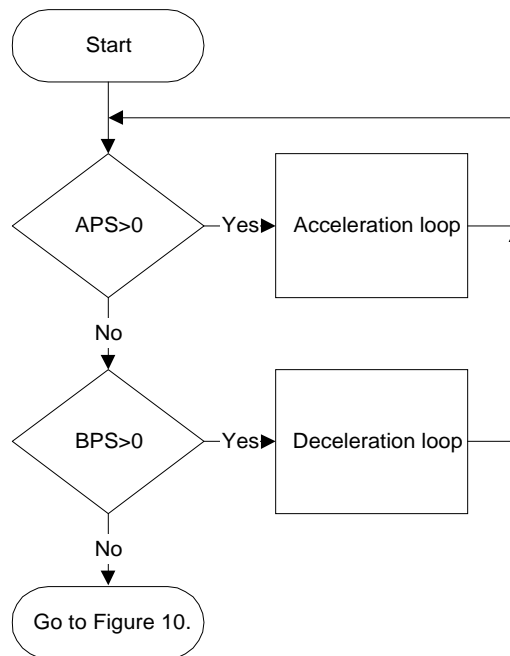 Start
APS>0
Yes
Acceleration loop
No
BPS>0
Yes
Deceleration loop
No
Go to Figure 10.